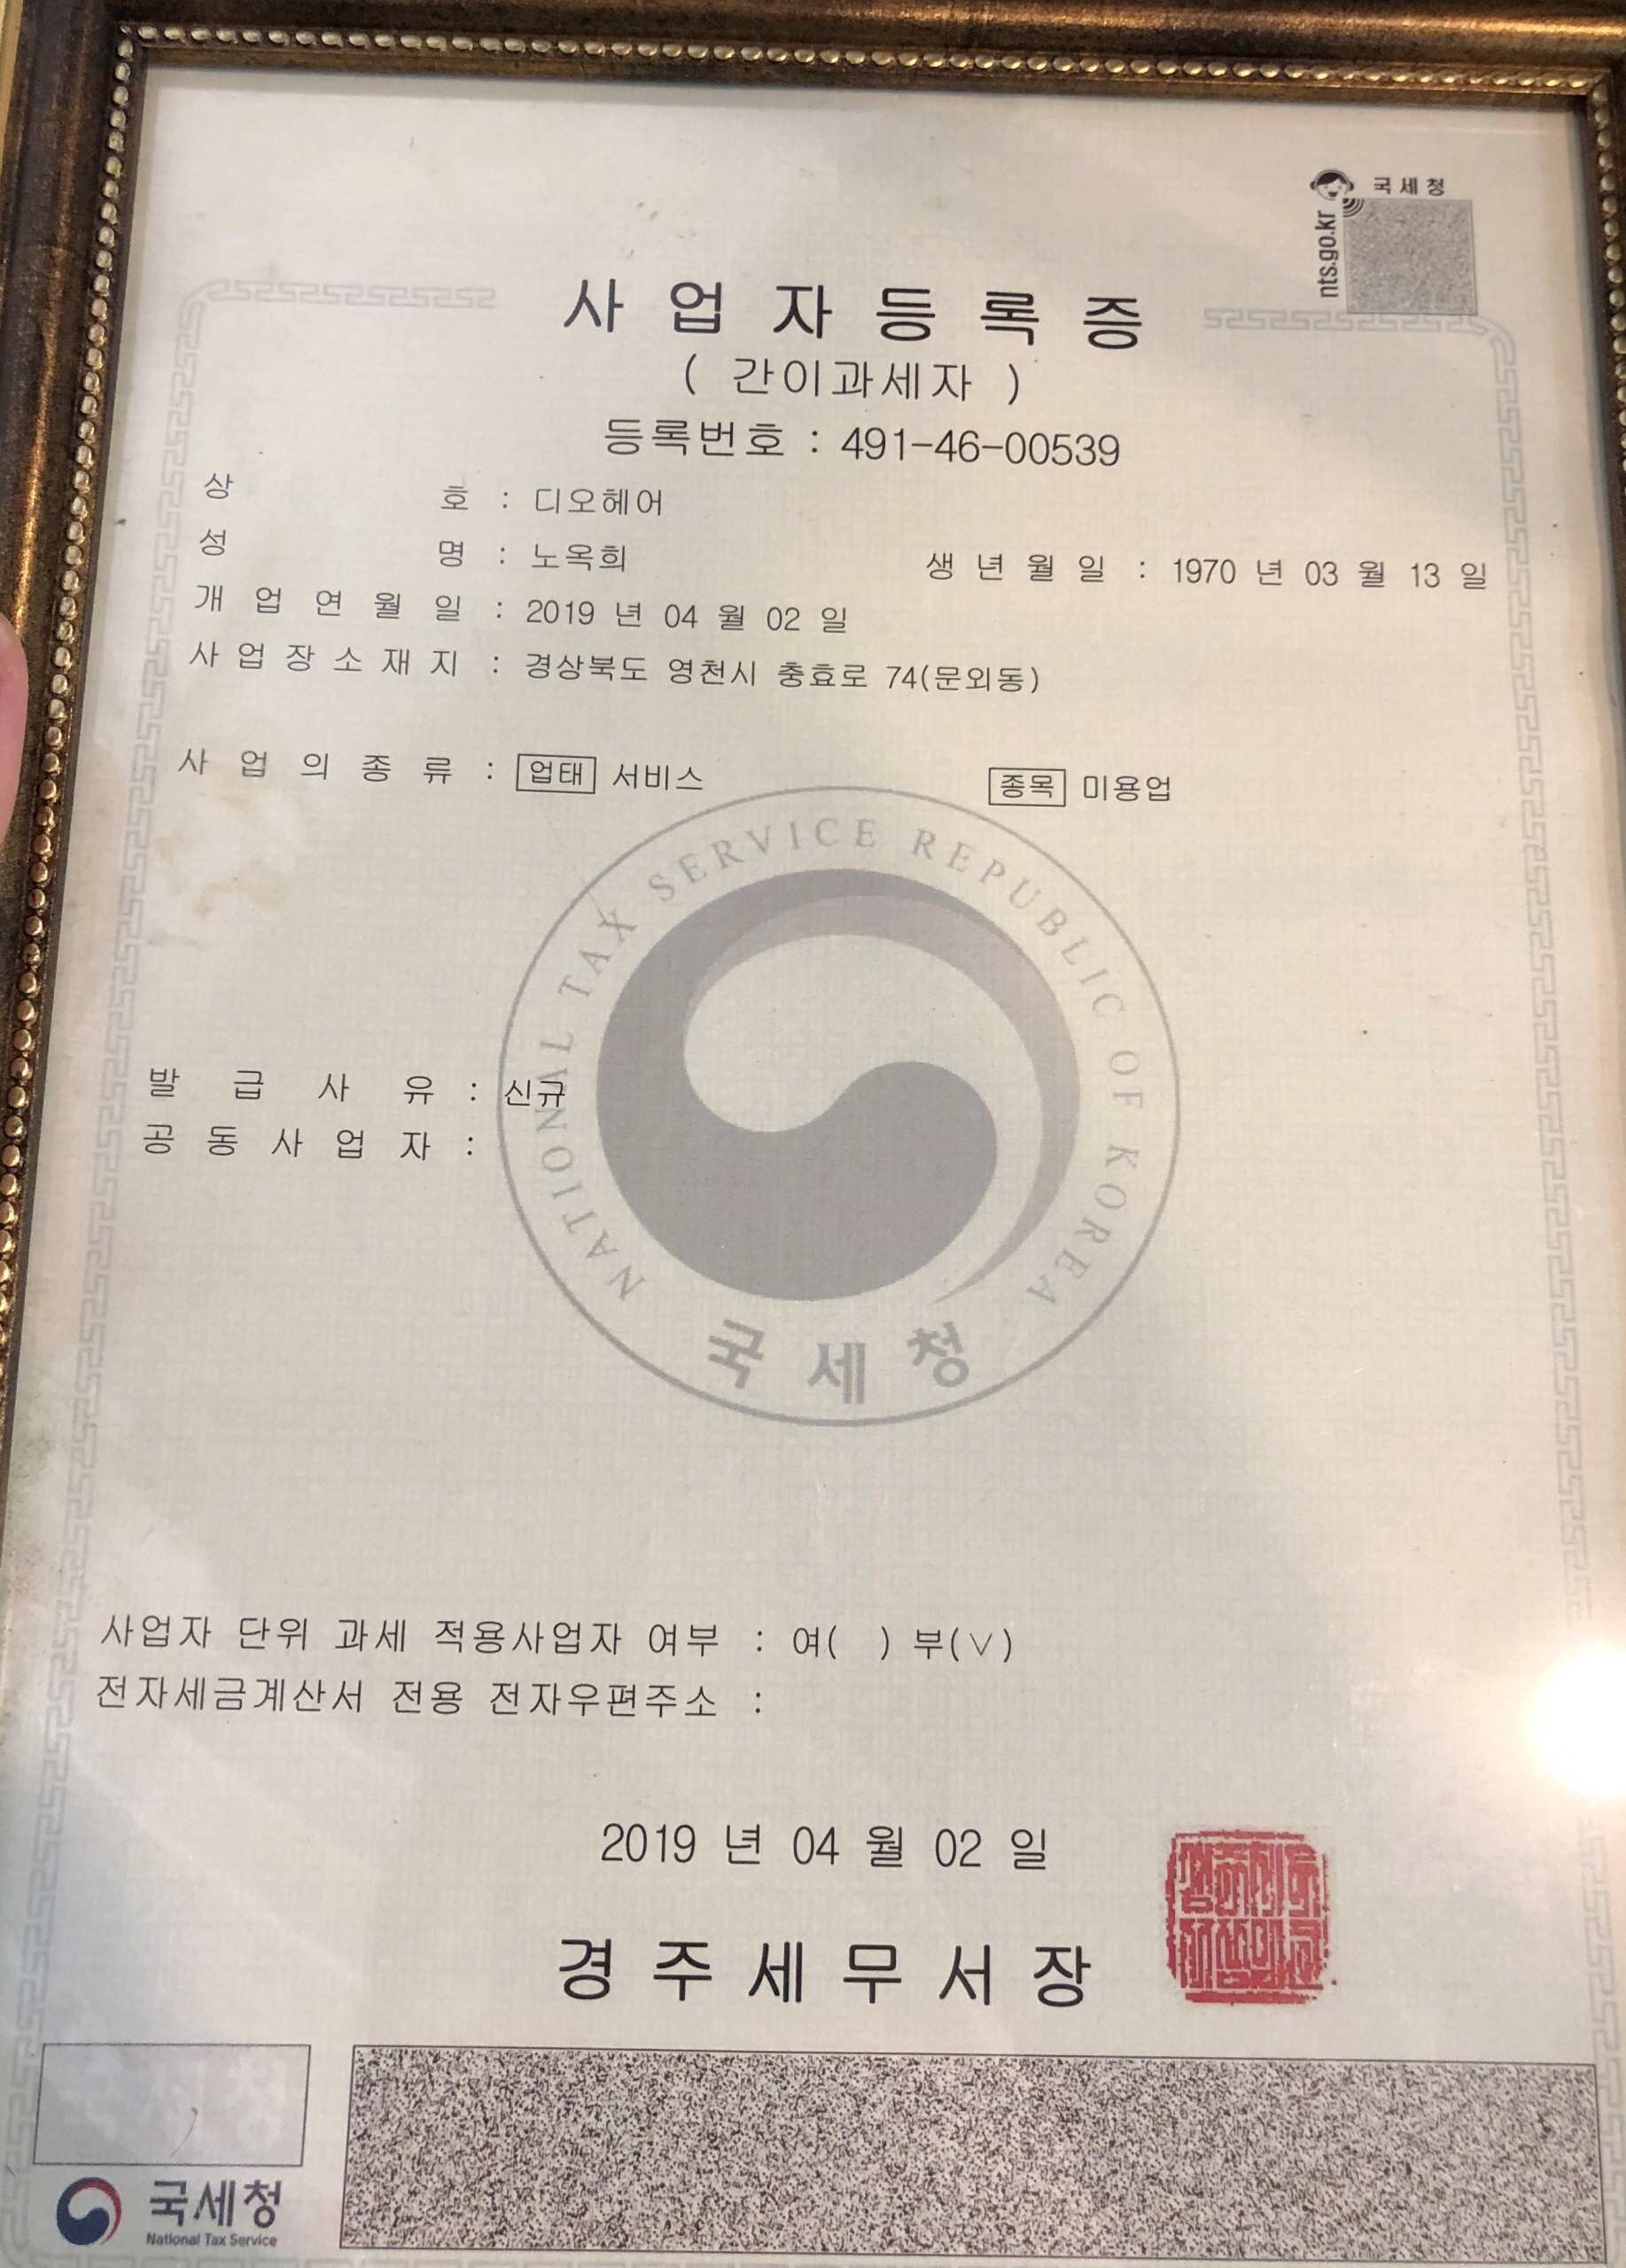 국세청
nts.go.kr
사업자등록증
( 간이과세자 )
등록번호 : 491-46-00539
상호 : 디오헤어
성명 : 노옥희 생년월일 : 1970 년 03 월 13 일
개업연월일 : 2019 년 04 월 02 일
사업장소재지 : 경상북도 영천시 충효로 74(문외동)
사업의종류 : 업태 서비스 종목 미용업
NATIONAL TAX SERVICE REPUBLIC OF KOREA
발급사유 : 신규
공동사업자 :
국세청
사업자 단위 과세 적용사업자 여부 : 여( ) 부(∨)
전자세금계산서 전용 전자우편주소 :
2019 년 04 월 02 일
경주세무서장
국세청
National Tax Service